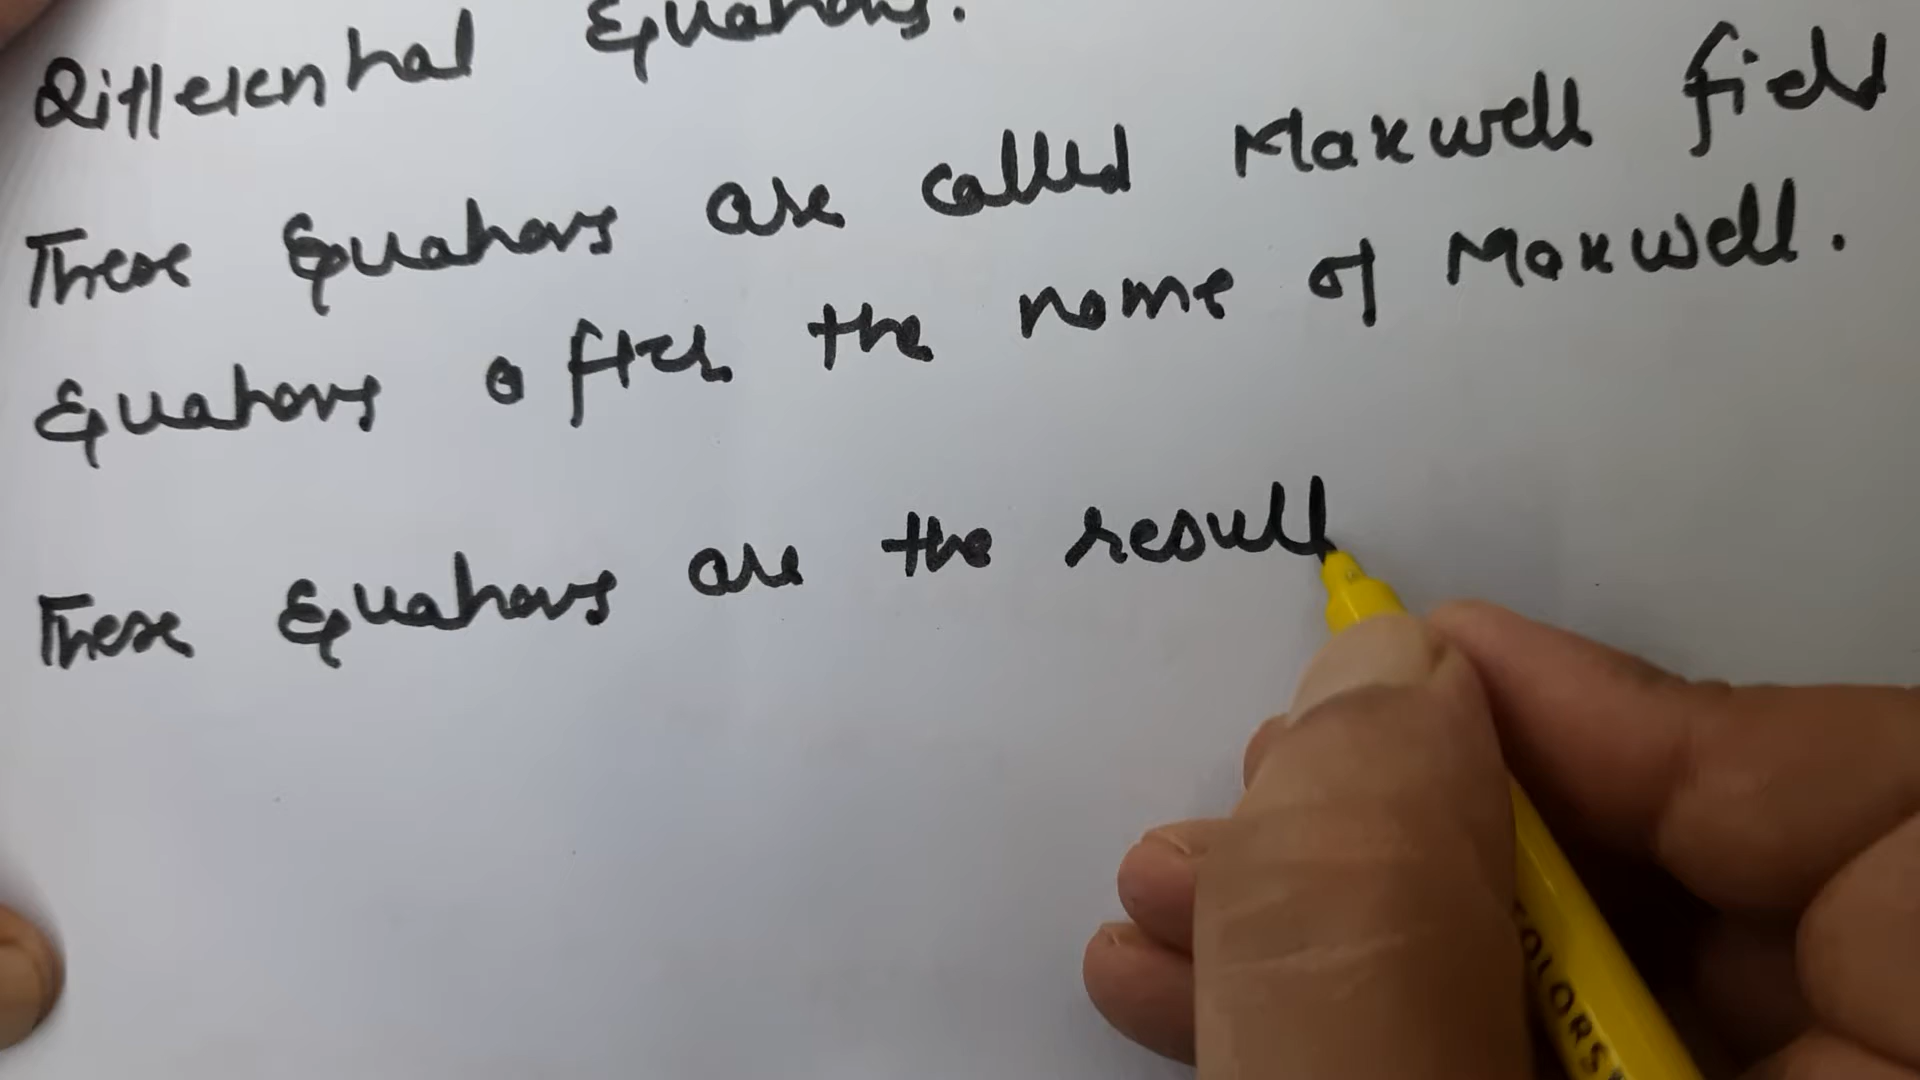 Differential Equations.
These Equations are called Maxwell field
Equations after the name of Maxwell.
These Equations are the result
COLORS